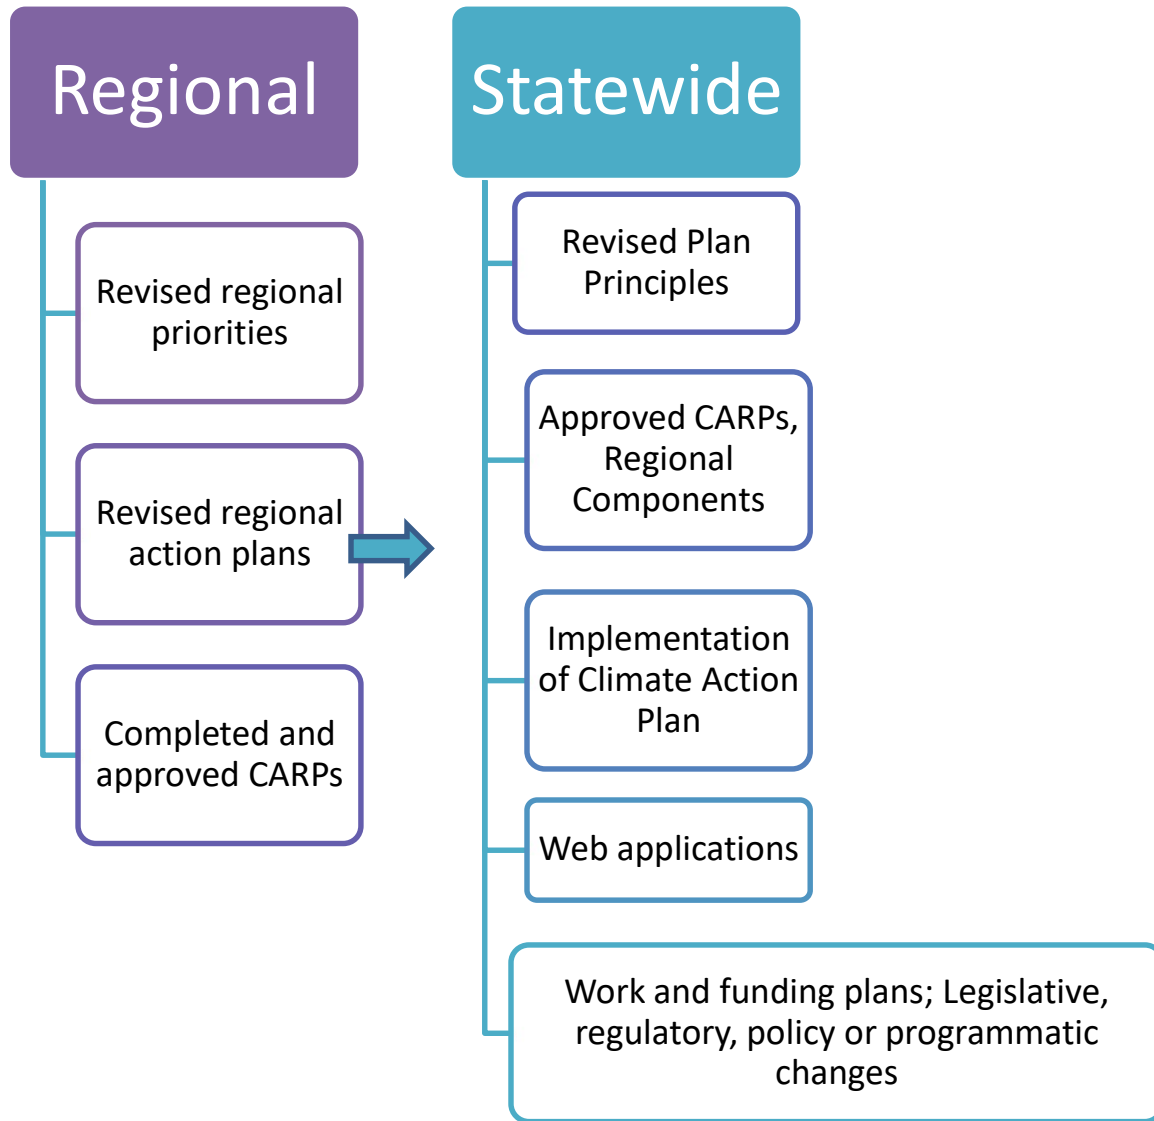 Regional
Revised regional
priorities
Revised regional
action plans
Completed and
approved CARPs
Statewide
Revised Plan
Principles
Approved CARPs,
Regional
Components
Implementation
of Climate Action
Plan
Web applications
Work and funding plans; Legislative,
regulatory, policy or programmatic
changes